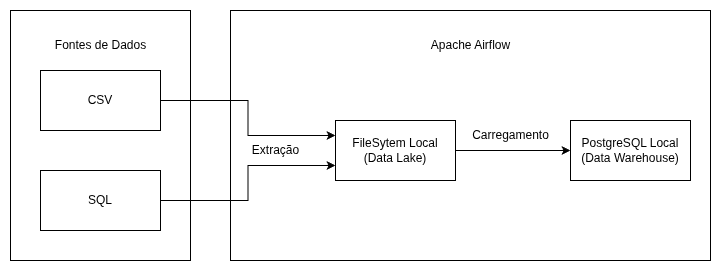 Fontes de Dados
CSV
SQL
Apache Airflow
Extração
FileSytem Local
(Data Lake)
Carregamento
PostgreSQL Local
(Data Warehouse)